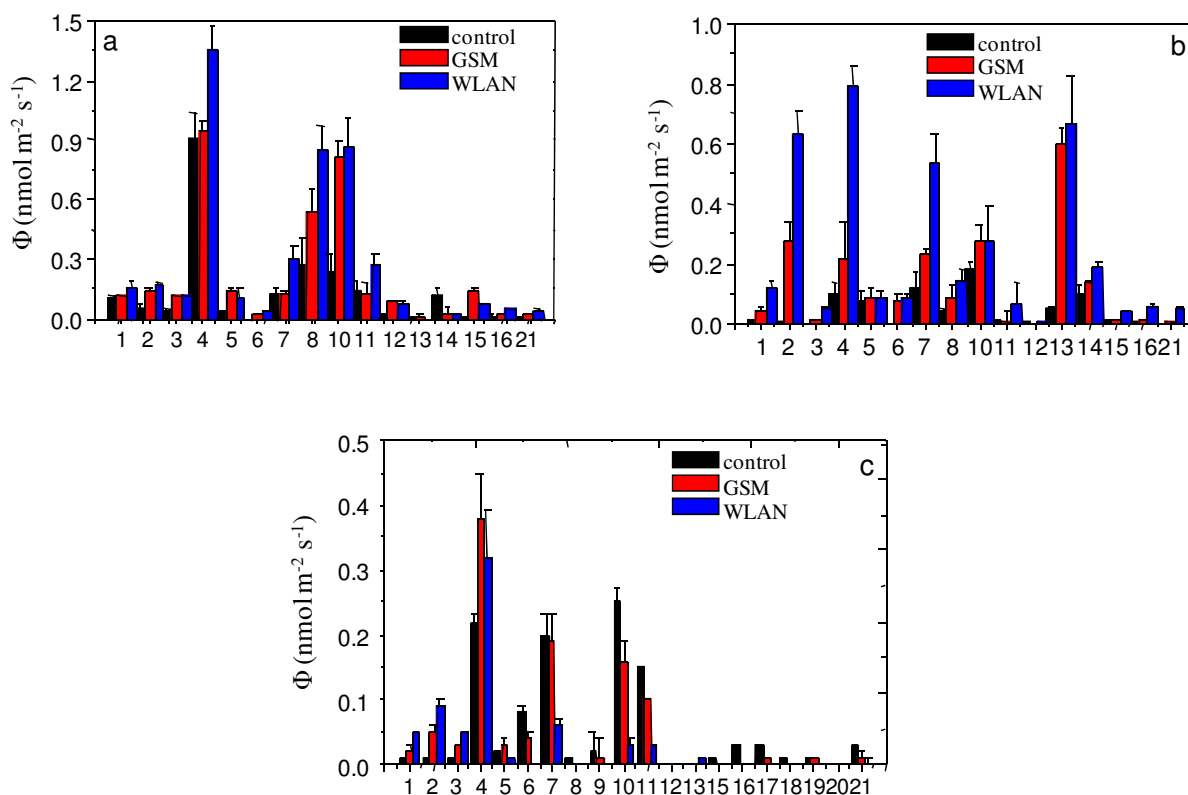 a
control
GSM
WLAN
Φ (nmol m⁻² s⁻¹)
1.5
1.2
0.9
0.6
0.3
0.0
1 2 3 4 5 6 7 8 10 11 12 13 14 15 16 21
b
control
GSM
WLAN
Φ (nmol m⁻² s⁻¹)
1.0
0.8
0.6
0.4
0.2
0.0
1 2 3 4 5 6 7 8 10 11 12 13 14 15 16 21
c
control
GSM
WLAN
Φ (nmol m⁻² s⁻¹)
0.5
0.4
0.3
0.2
0.1
0.0
1 2 3 4 5 6 7 8 9 10 11 12 13 15 16 17 18 19 20 21